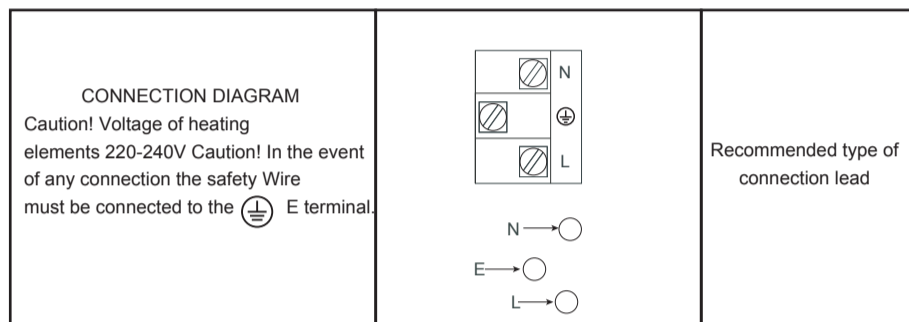 CONNECTION DIAGRAM
Caution! Voltage of heating
elements 220-240V Caution! In the event
of any connection the safety Wire
must be connected to the E terminal.
N
L
N
E
L
Recommended type of
connection lead